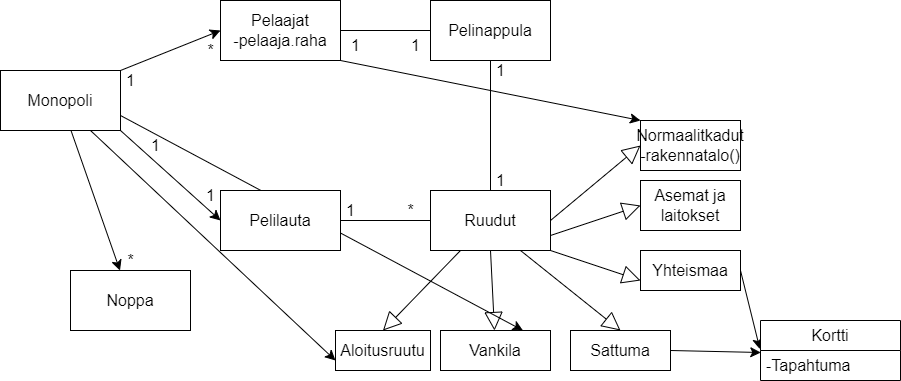 Pelaajat
-pelaaja.raha
Pelinappula
1
1
*
1
1
Monopoli
1
Normaalitkadut
-rakennatalo()
1
1
Asemat ja
laitokset
Pelilauta
1
*
Ruudut
*
Yhteismaa
Noppa
Aloitusruutu
Vankila
Sattuma
Kortti
-Tapahtuma